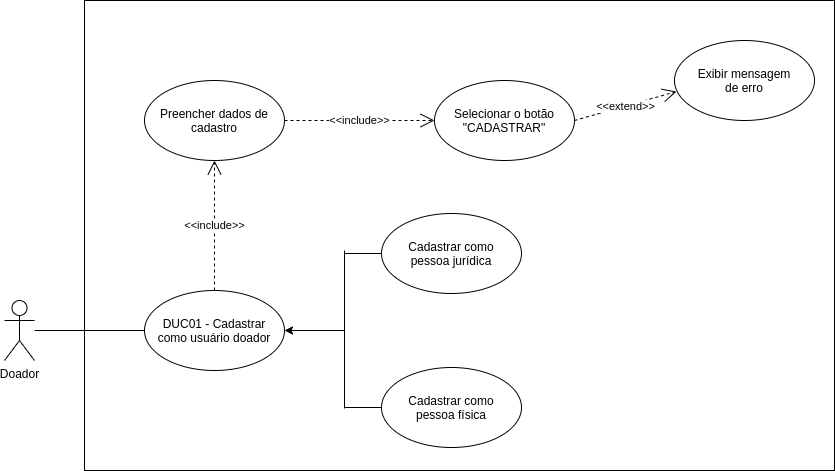 Exibir mensagem
de erro
Preencher dados de
cadastro
<<include>>
Selecionar o botão
"CADASTRAR"
<<extend>>
<<include>>
Cadastrar como
pessoa jurídica
DUC01 - Cadastrar
como usuário doador
Doador
Cadastrar como
pessoa física